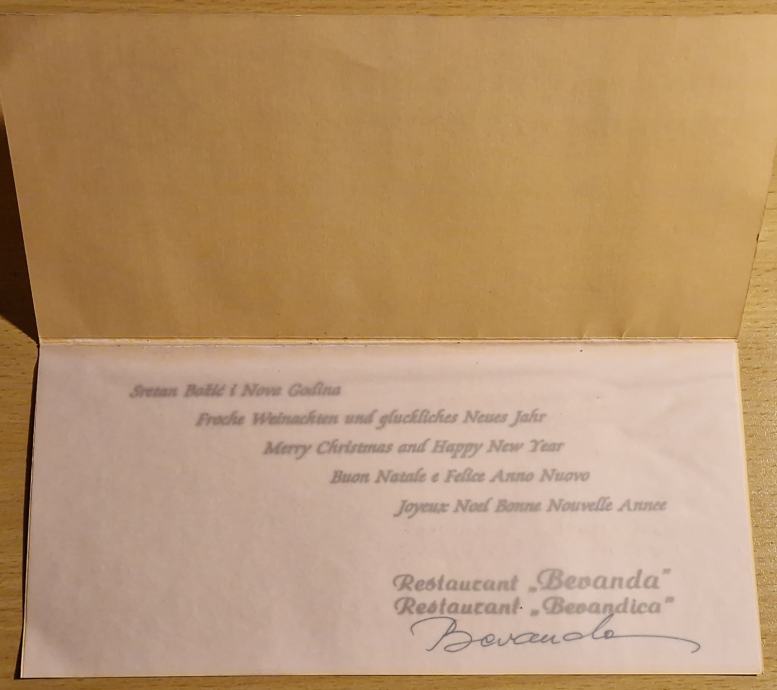 Sretan Božić i Nova Godina
Froche Weinachten und gluckliches Neues Jahr
Merry Christmas and Happy New Year
Buon Natale e Felice Anno Nuovo
Joyeux Noel Bonne Nouvelle Annee
Restaurant „Bevanda”
Restaurant „Bevandica”
Bevanda